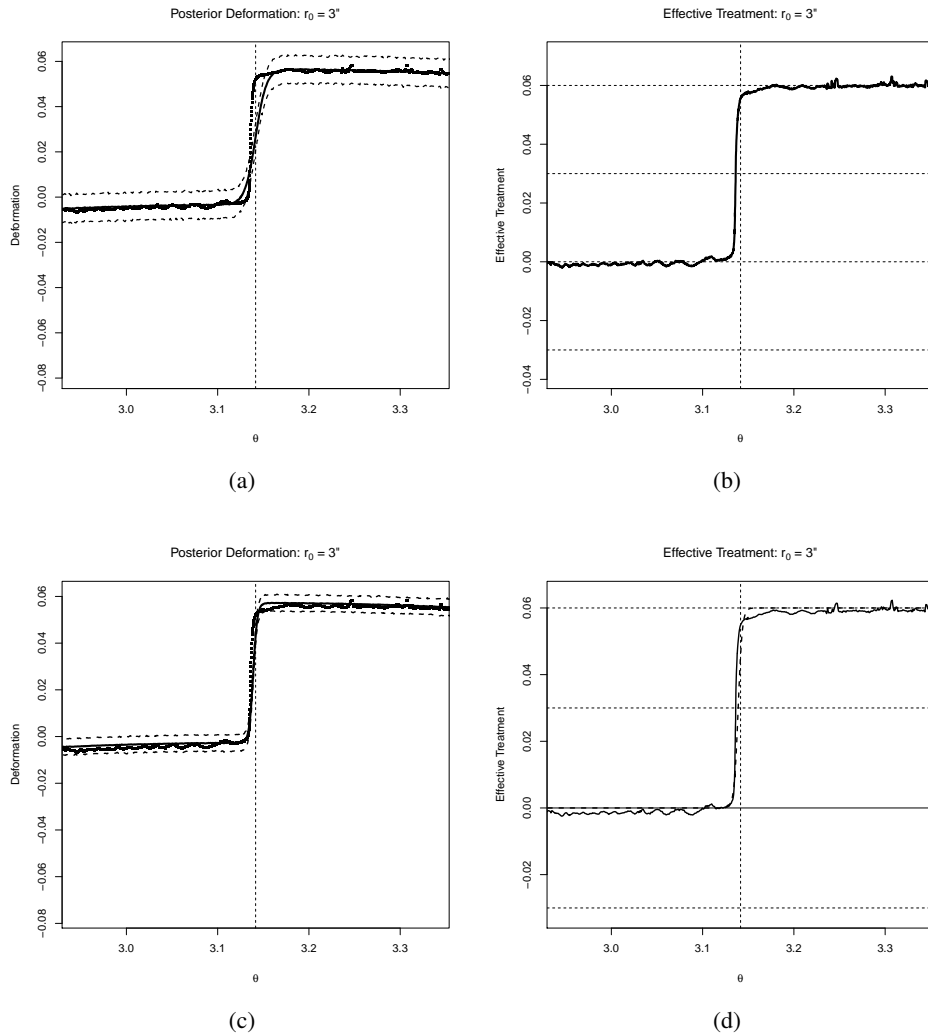 Posterior Deformation: r₀ = 3"
Deformation
0.06
0.04
0.02
0.00
−0.02
−0.04
−0.06
−0.08
3.0 3.1 3.2 3.3
θ
(a)
Effective Treatment: r₀ = 3"
Effective Treatment
0.06
0.04
0.02
0.00
−0.02
−0.04
3.0 3.1 3.2 3.3
θ
(b)
Posterior Deformation: r₀ = 3"
Deformation
0.06
0.04
0.02
0.00
−0.02
−0.04
−0.06
−0.08
3.0 3.1 3.2 3.3
θ
(c)
Effective Treatment: r₀ = 3"
Effective Treatment
0.06
0.04
0.02
0.00
−0.02
3.0 3.1 3.2 3.3
θ
(d)